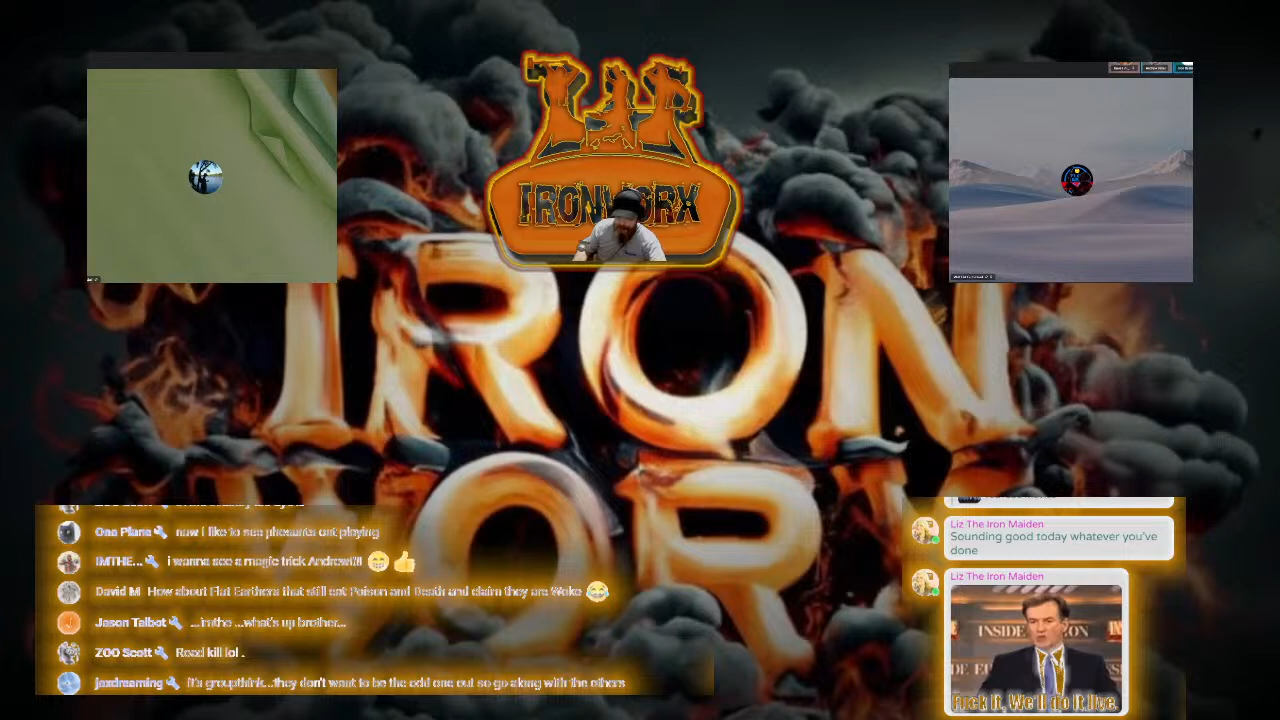 IRONWORX
IRON
OR
One Plane now i like to see pheasants out playing
IMTHE... i wanna see a magic trick Andrew!!!
David M How about Flat Earthers that still eat Poison and Death and claim they are Woke
Jason Talbot ...imthe ...what's up brother...
ZOO Scott Road kill lol .
jaxdreaming it's groupthink...they don't want to be the odd one out so go along with the others
Liz The Iron Maiden
Sounding good today whatever you've
done
Liz The Iron Maiden
INSIDE
Fuck it, We'll do it live.